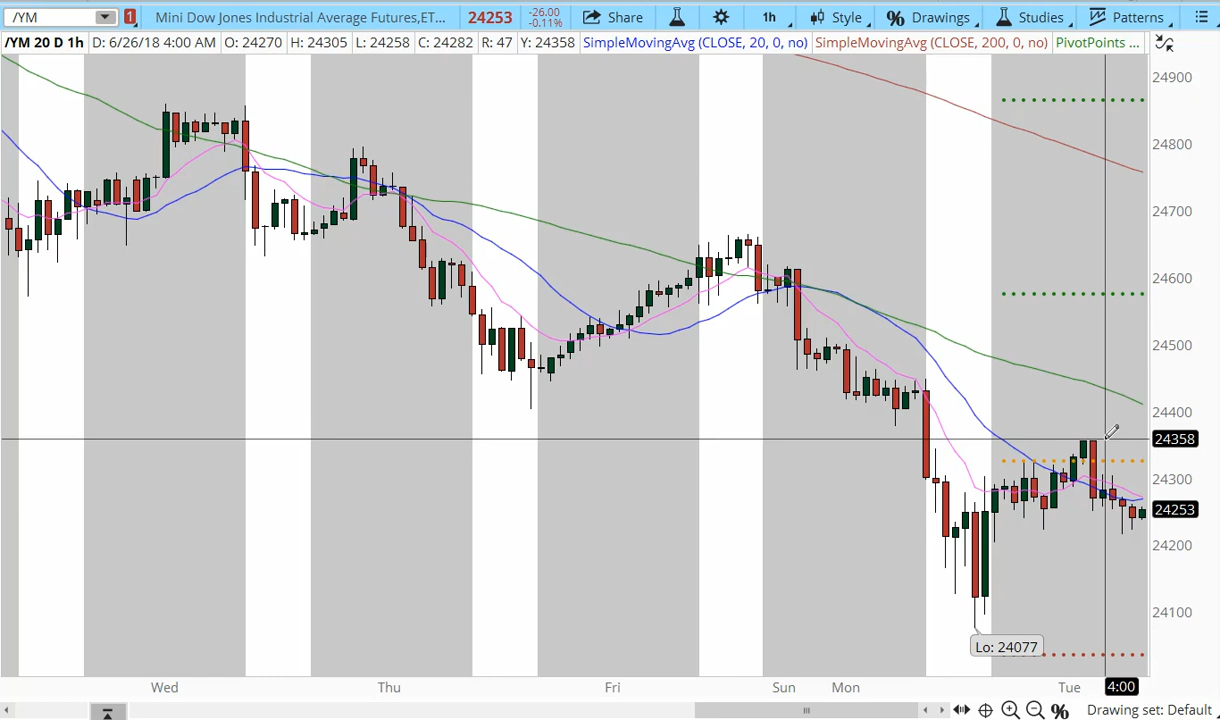 /YM 1 Mini Dow Jones Industrial Average Futures,ET... 24253 -26.00 -0.11% Share 1h Style % Drawings Studies Patterns
/YM 20 D 1h D: 6/26/18 4:00 AM O: 24270 H: 24305 L: 24258 C: 24282 R: 47 Y: 24358 SimpleMovingAvg (CLOSE, 20, 0, no) SimpleMovingAvg (CLOSE, 200, 0, no) PivotPoints ...
24900
24800
24700
24600
24500
24400
24358
24300
24253
24200
24100
Lo: 24077
Wed Thu Fri Sun Mon Tue 4:00
% Drawing set: Default